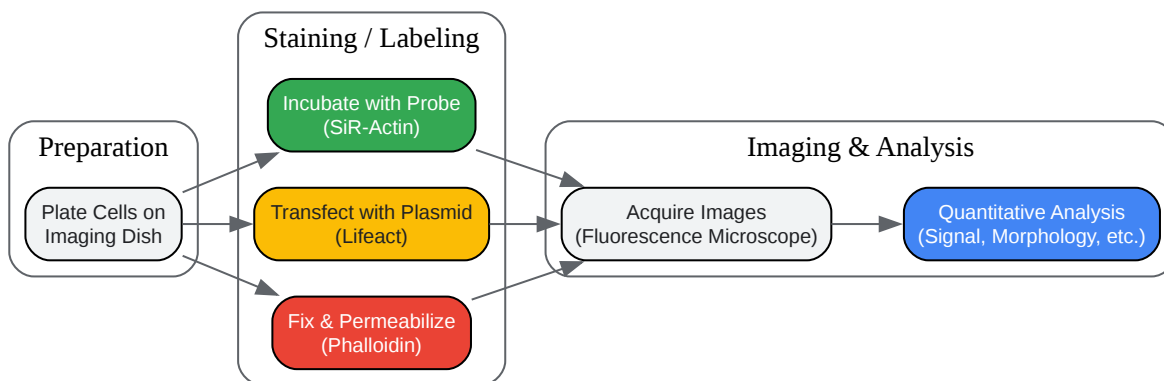 Preparation
Plate Cells on
Imaging Dish
Staining / Labeling
Incubate with Probe
(SiR-Actin)
Transfect with Plasmid
(Lifeact)
Fix & Permeabilize
(Phalloidin)
Imaging & Analysis
Acquire Images
(Fluorescence Microscope)
Quantitative Analysis
(Signal, Morphology, etc.)